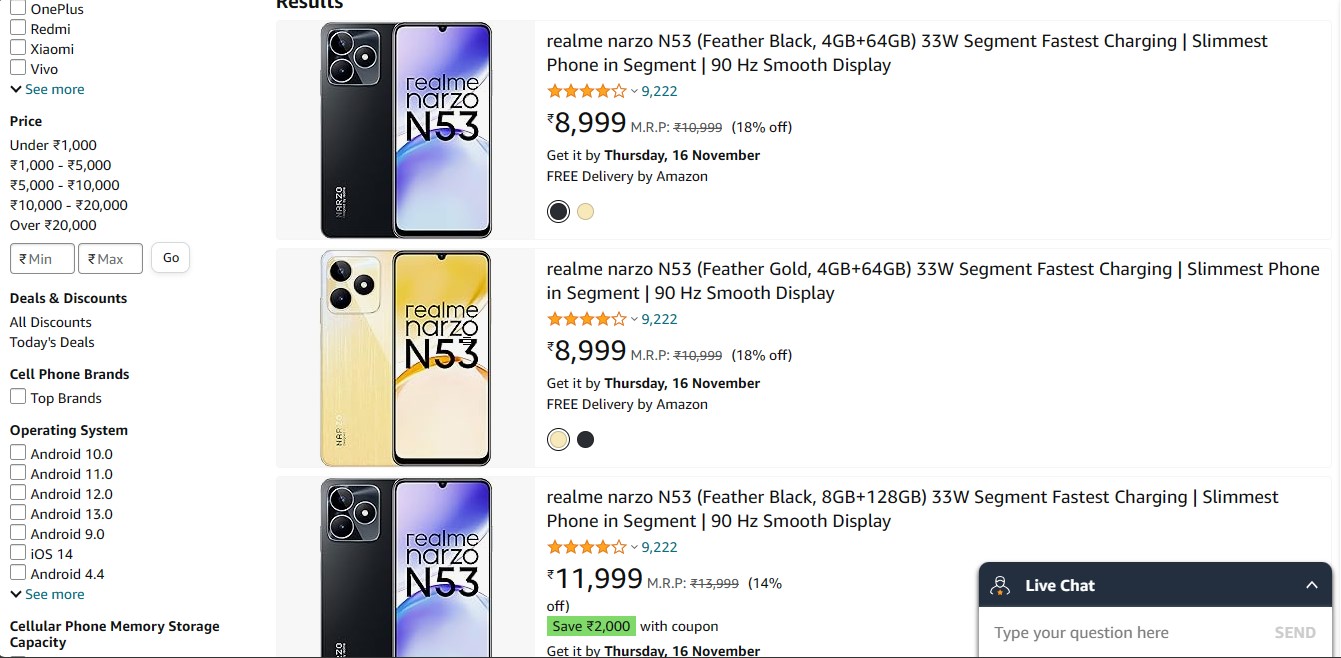 OnePlus
Redmi
Xiaomi
Vivo
See more
Price
Under ₹1,000
₹1,000 - ₹5,000
₹5,000 - ₹10,000
₹10,000 - ₹20,000
Over ₹20,000
₹ Min ₹ Max Go
Deals & Discounts
All Discounts
Today's Deals
Cell Phone Brands
Top Brands
Operating System
Android 10.0
Android 11.0
Android 12.0
Android 13.0
Android 9.0
iOS 14
Android 4.4
See more
Cellular Phone Memory Storage
Capacity
Results
realme
narzo
N53
NARZO
realme narzo N53 (Feather Black, 4GB+64GB) 33W Segment Fastest Charging | Slimmest
Phone in Segment | 90 Hz Smooth Display
9,222
₹8,999 M.R.P: ₹10,999 (18% off)
Get it by Thursday, 16 November
FREE Delivery by Amazon
realme
narzo
N53
NARZO
realme narzo N53 (Feather Gold, 4GB+64GB) 33W Segment Fastest Charging | Slimmest Phone
in Segment | 90 Hz Smooth Display
9,222
₹8,999 M.R.P: ₹10,999 (18% off)
Get it by Thursday, 16 November
FREE Delivery by Amazon
realme
narzo
N53
NARZO
realme narzo N53 (Feather Black, 8GB+128GB) 33W Segment Fastest Charging | Slimmest
Phone in Segment | 90 Hz Smooth Display
9,222
₹11,999 M.R.P: ₹13,999 (14%
off)
Save ₹2,000 with coupon
Get it by Thursday, 16 November
Live Chat
Type your question here SEND